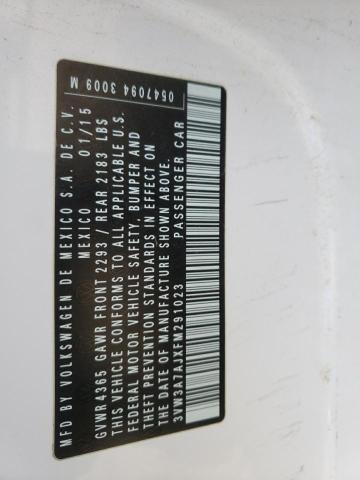 MFD BY VOLKSWAGEN DE MEXICO S.A. DE C.V.
MEXICO 01/15
GVWR4365 GAWR FRONT 2293 / REAR 2183 LBS
THIS VEHICLE CONFORMS TO ALL APPLICABLE U.S.
FEDERAL MOTOR VEHICLE SAFETY, BUMPER AND
THEFT PREVENTION STANDARDS IN EFFECT ON
THE DATE OF MANUFACTURE SHOWN ABOVE.
3VW3A7AJXFM291023 PASSENGER CAR
0547094 3009 M